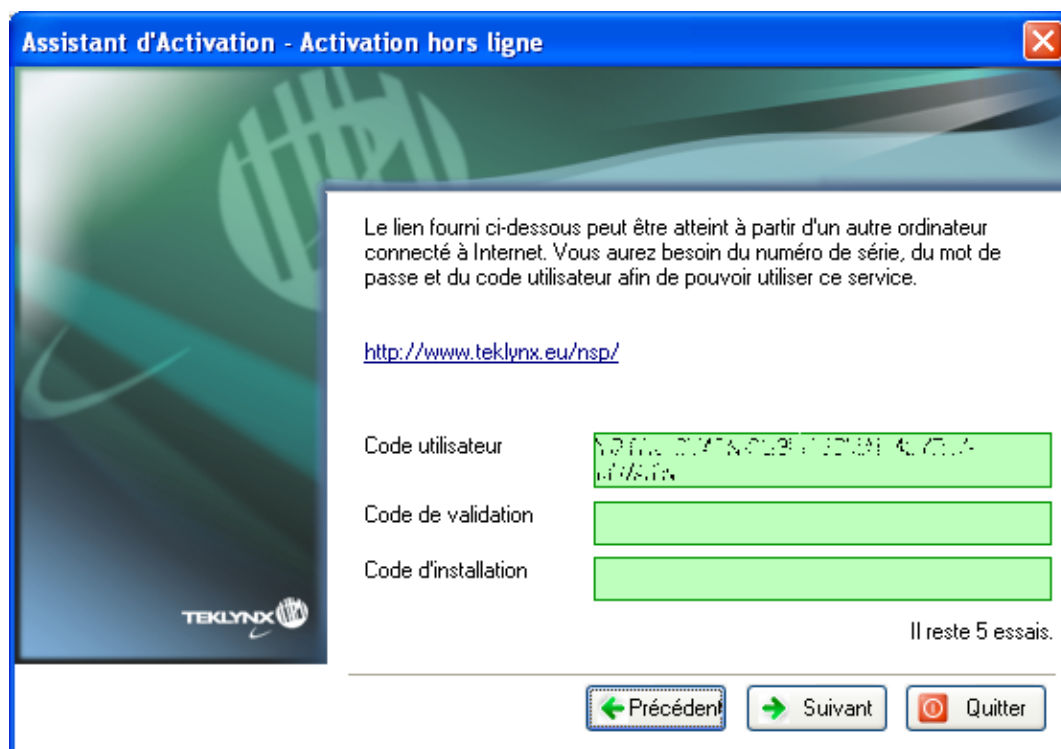 Assistant d'Activation - Activation hors ligne
Le lien fourni ci-dessous peut être atteint à partir d'un autre ordinateur
connecté à Internet. Vous aurez besoin du numéro de série, du mot de
passe et du code utilisateur afin de pouvoir utiliser ce service.
http://www.teklynx.eu/nsp/
Code utilisateur
Code de validation
Code d'installation
TEKLYNX
Il reste 5 essais.
Précédent
Suivant
Quitter